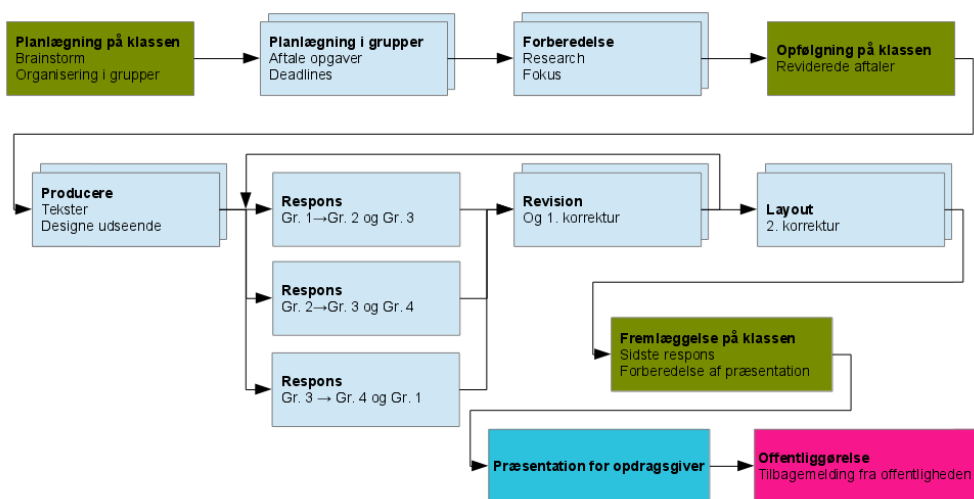 Planlægning på klassen
Brainstorm
Organisering i grupper
Planlægning i grupper
Aftale opgaver
Deadlines
Forberedelse
Research
Fokus
Opfølgning på klassen
Reviderede aftaler
Producere
Tekster
Designe udseende
Respons
Gr. 1→Gr. 2 og Gr. 3
Revision
Og 1. korrektur
Layout
2. korrektur
Respons
Gr. 2→Gr. 3 og Gr. 4
Respons
Gr. 3 → Gr. 4 og Gr. 1
Fremlæggelse på klassen
Sidste respons
Forberedelse af præsentation
Præsentation for opdragsgiver
Offentliggørelse
Tilbagemelding fra offentligheden